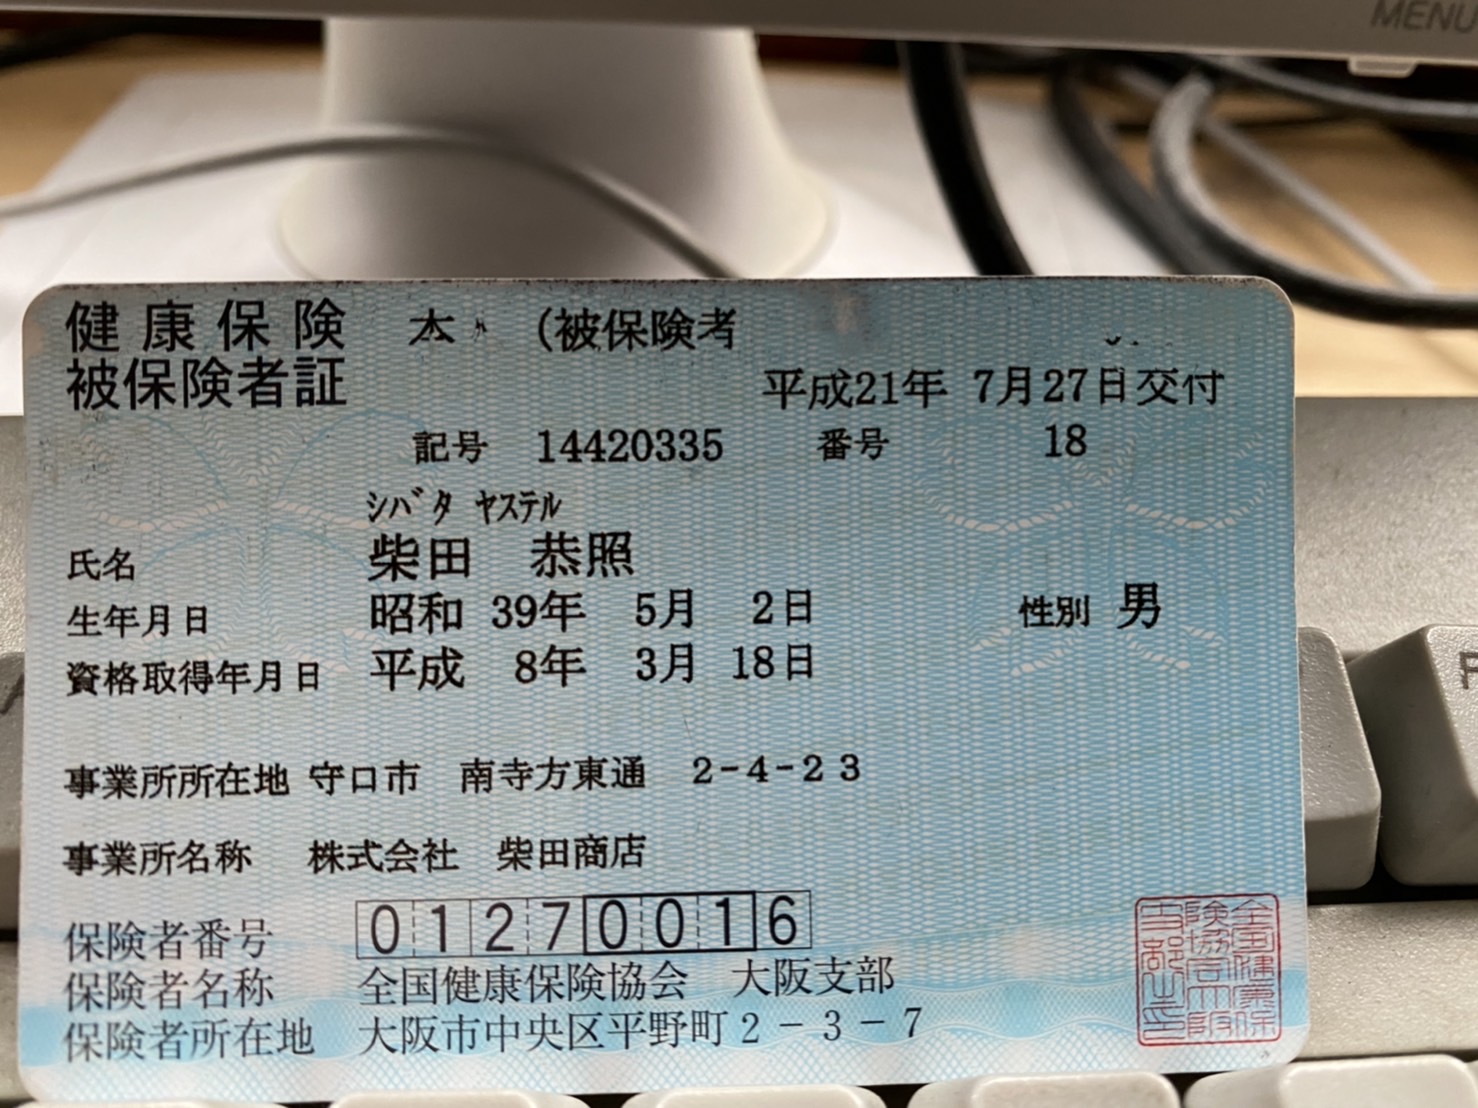 MENU
健康保険 本 (被保険者
被保険者証
平成21年 7月27日交付
記号 14420335 番号 18
シバタ ヤステル
氏名 柴田 恭照
生年月日 昭和 39年 5月 2日 性別 男
資格取得年月日 平成 8年 3月 18日
事業所所在地 守口市 南寺方東通 2-4-23
事業所名称 株式会社 柴田商店
保険者番号 01270016
保険者名称 全国健康保険協会 大阪支部
保険者所在地 大阪市中央区平野町2-3-7